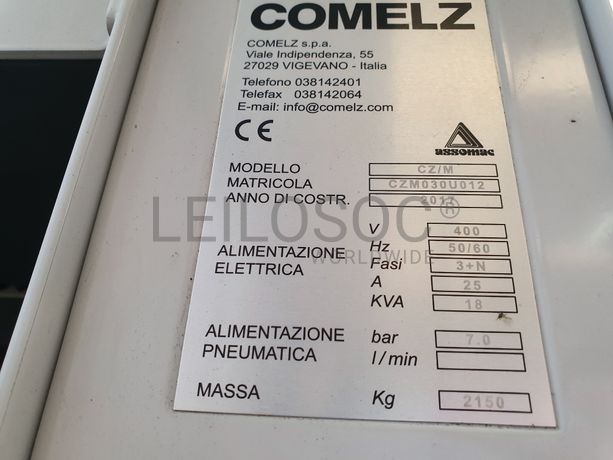 COMELZ
COMELZ s.p.a.
Viale Indipendenza, 55
27029 VIGEVANO - Italia
Telefono 038142401
Telefax 038142064
E-mail: info@comelz.com
CE
assomac
MODELLO CZ/M
MATRICOLA CZM030U012
ANNO DI COSTR. 2017
LEILOSOC®
WORLDWIDE
V 400
ALIMENTAZIONE Hz 50/60
ELETTRICA Fasi 3+N
A 25
KVA 18
ALIMENTAZIONE bar 7.0
PNEUMATICA l/min
MASSA Kg 2150